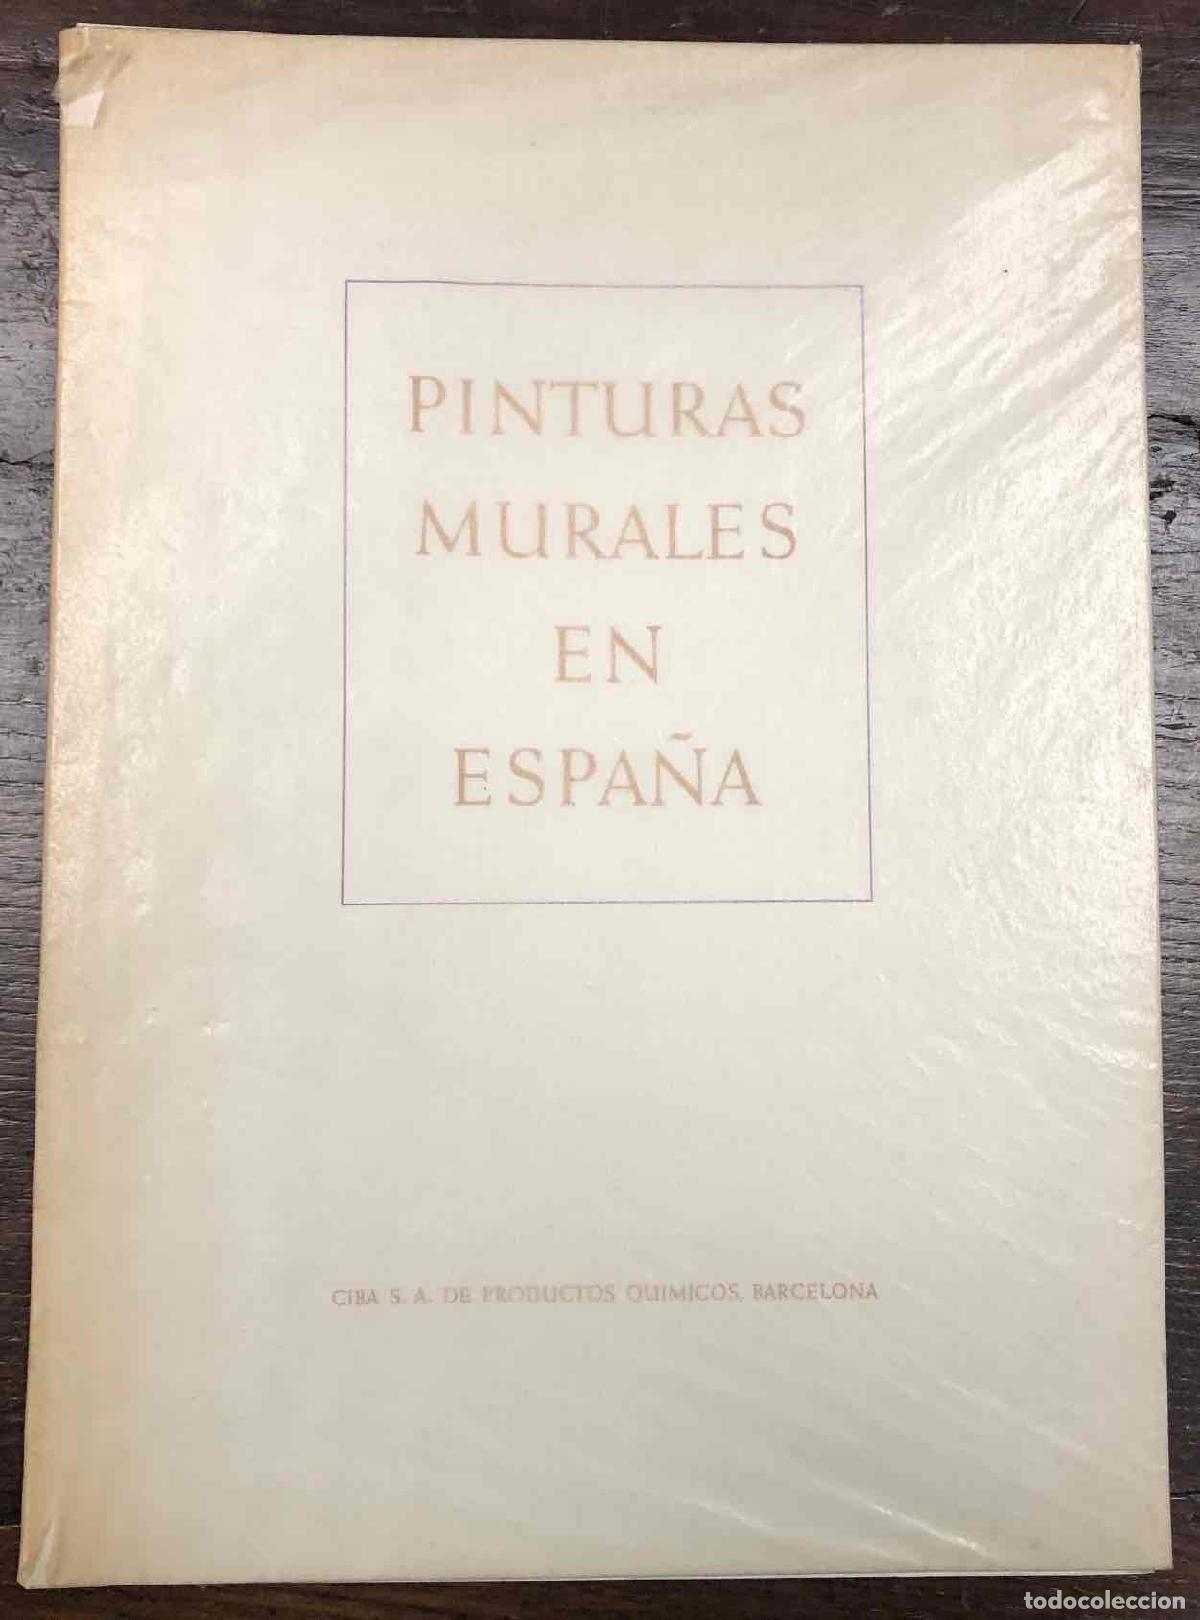 PINTURAS
MURALES
EN
ESPAÑA
CIBA S. A. DE PRODUCTOS QUIMICOS, BARCELONA
todocoleccion